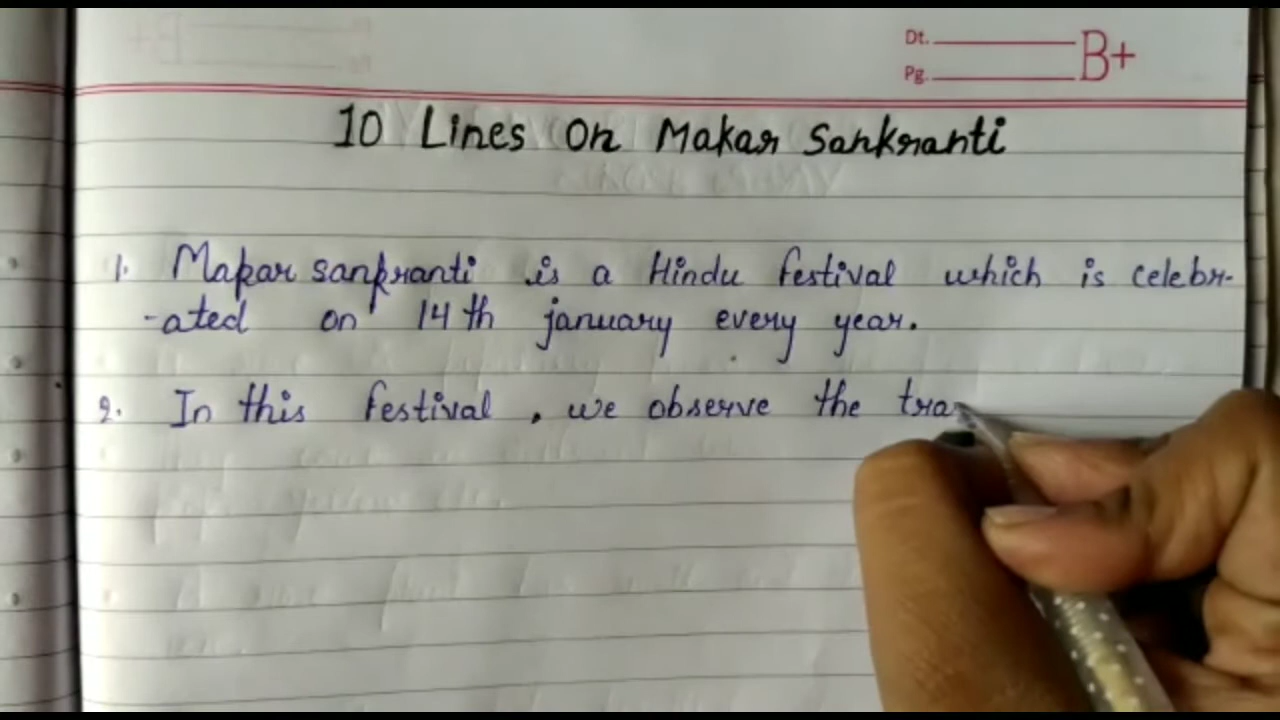 Dt.
Pg.
B+
10 Lines On Makar Sankranti
1. Makar sankranti is a Hindu festival which is celebr-
-ated on 14th january every year.
2. In this festival, we observe the tra